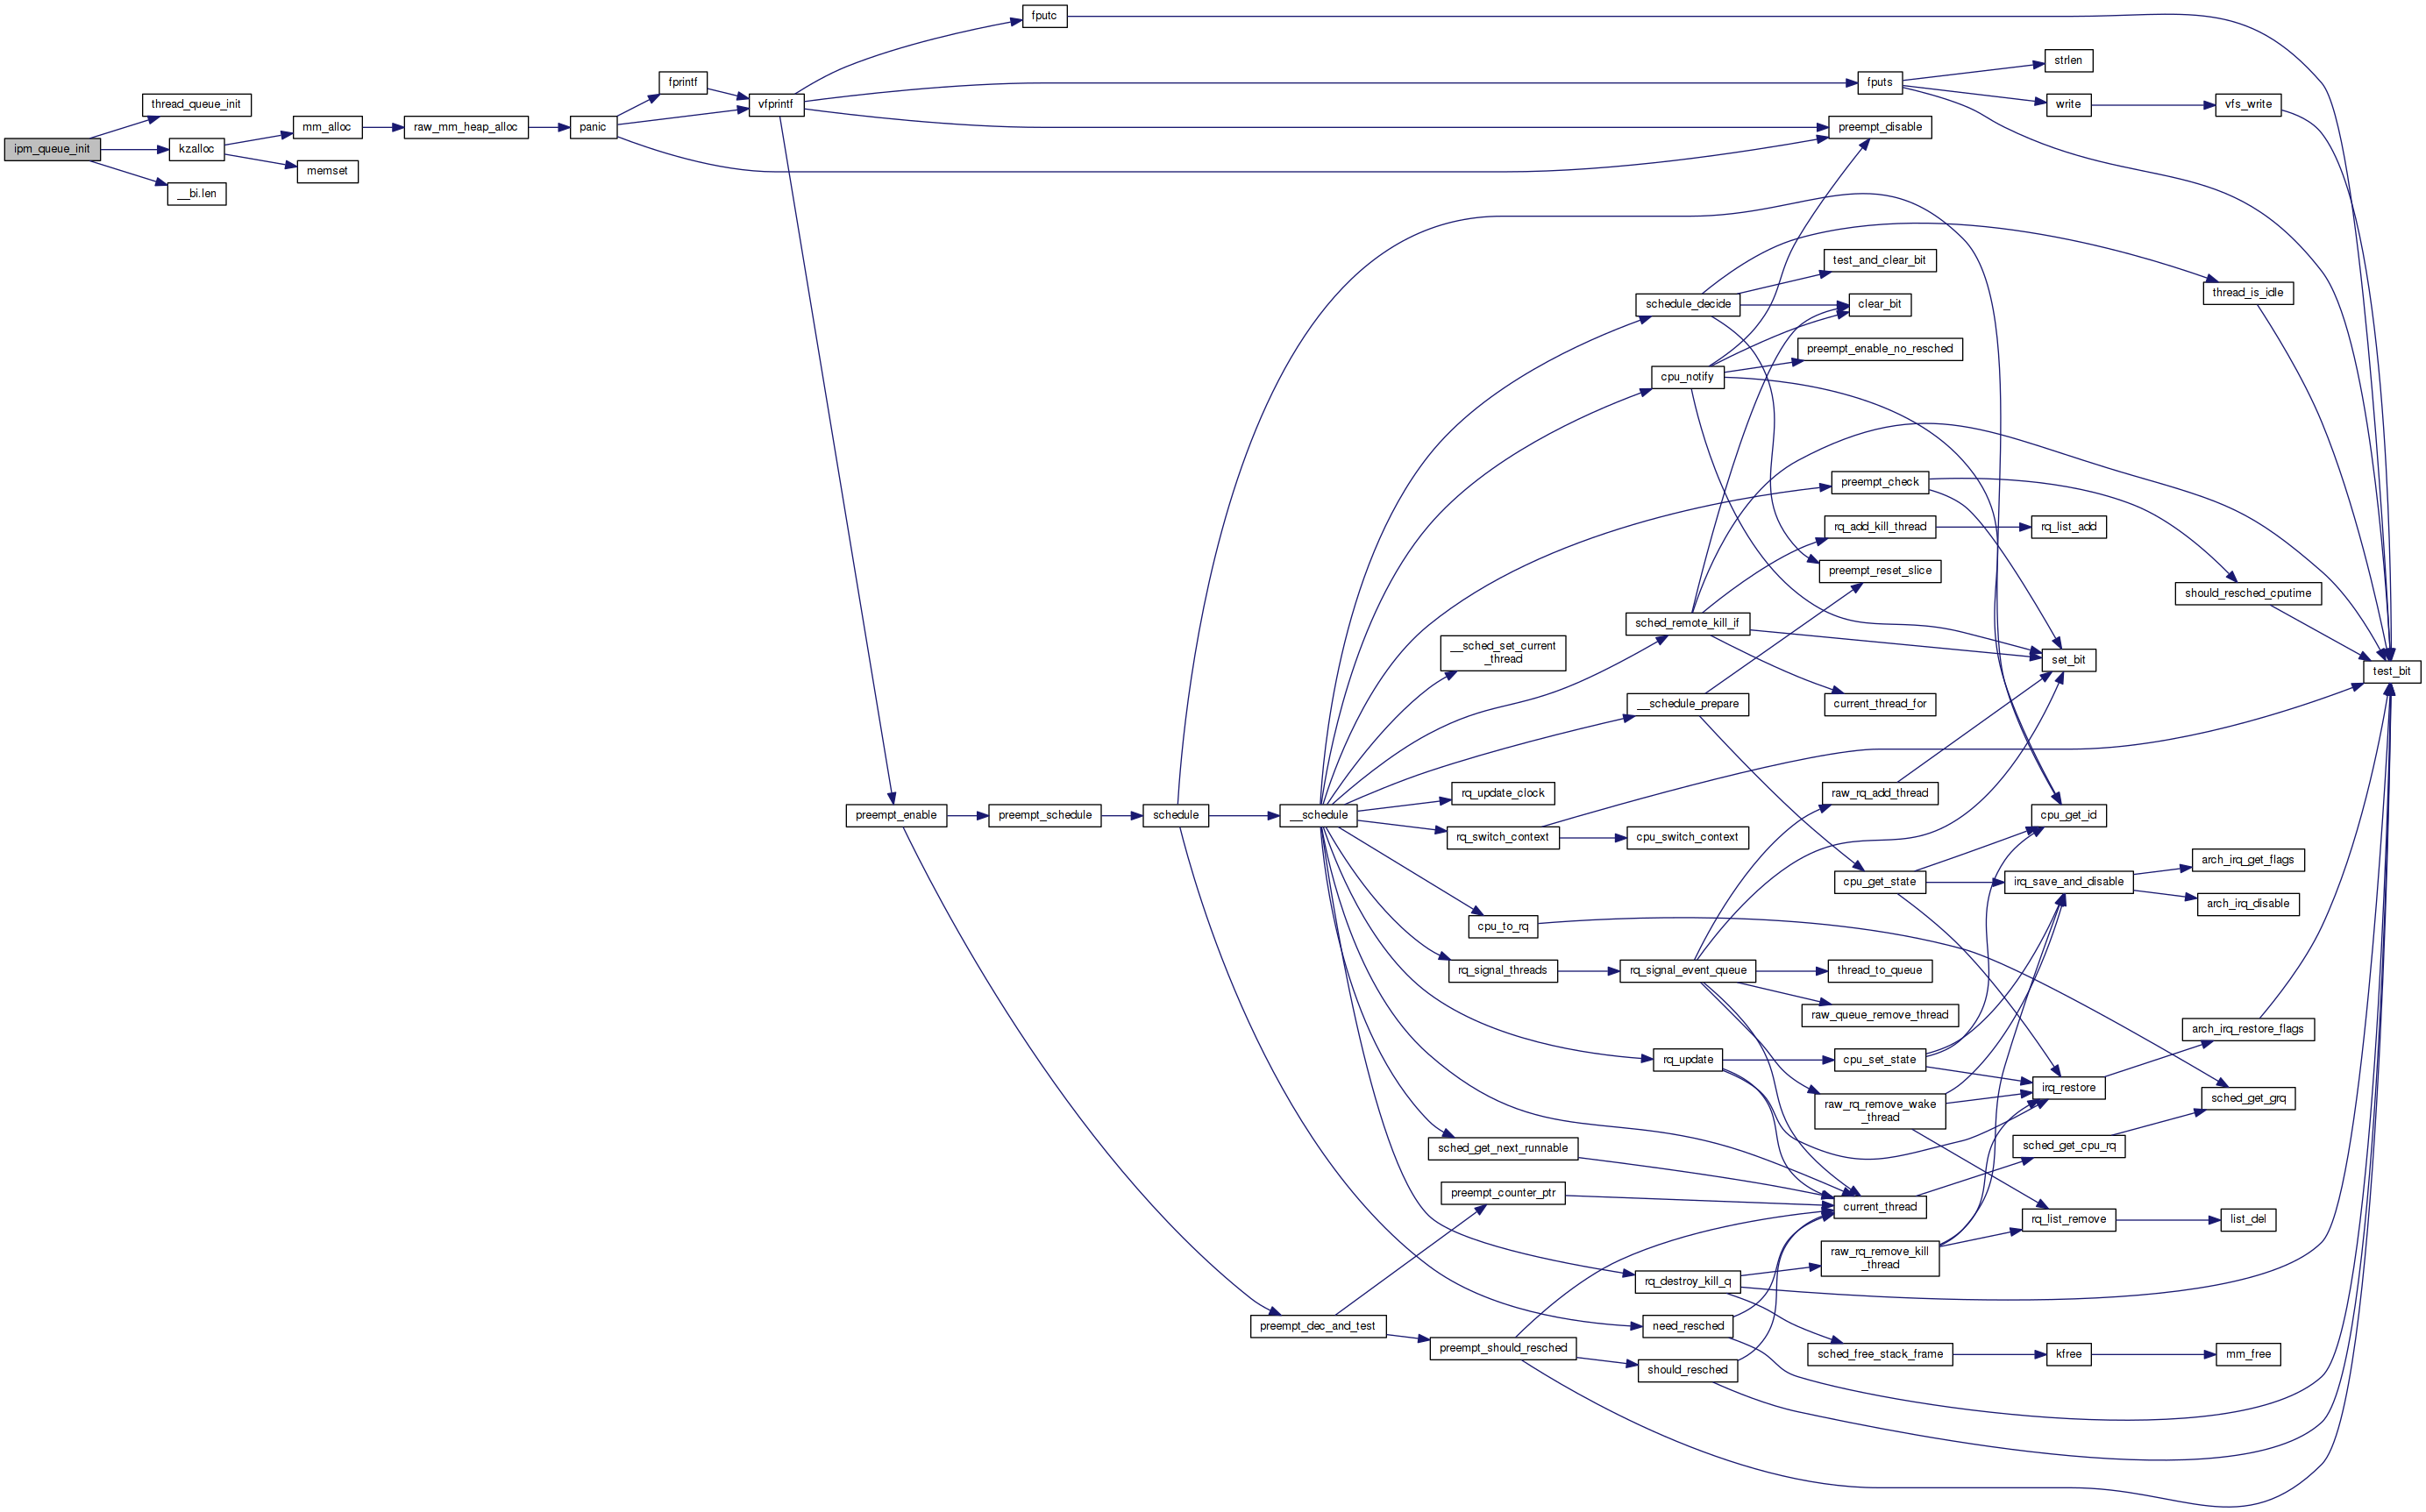 fputc
strlen
fprintf
fputs
vfprintf
write
vfs_write
thread_queue_init
mm_alloc
raw_mm_heap_alloc
panic
preempt_disable
ipm_queue_init
kzalloc
memset
__bi.len
test_and_clear_bit
thread_is_idle
schedule_decide
clear_bit
preempt_enable_no_resched
cpu_notify
preempt_check
rq_add_kill_thread
rq_list_add
preempt_reset_slice
should_resched_cputime
sched_remote_kill_if
__sched_set_current
_thread
set_bit
test_bit
__schedule_prepare
current_thread_for
rq_update_clock
raw_rq_add_thread
preempt_enable
preempt_schedule
schedule
__schedule
cpu_get_id
rq_switch_context
cpu_switch_context
arch_irq_get_flags
cpu_get_state
irq_save_and_disable
arch_irq_disable
cpu_to_rq
rq_signal_threads
rq_signal_event_queue
thread_to_queue
raw_queue_remove_thread
arch_irq_restore_flags
rq_update
cpu_set_state
irq_restore
sched_get_grq
raw_rq_remove_wake
_thread
sched_get_next_runnable
sched_get_cpu_rq
preempt_counter_ptr
current_thread
rq_list_remove
list_del
raw_rq_remove_kill
_thread
rq_destroy_kill_q
preempt_dec_and_test
need_resched
preempt_should_resched
sched_free_stack_frame
kfree
mm_free
should_resched